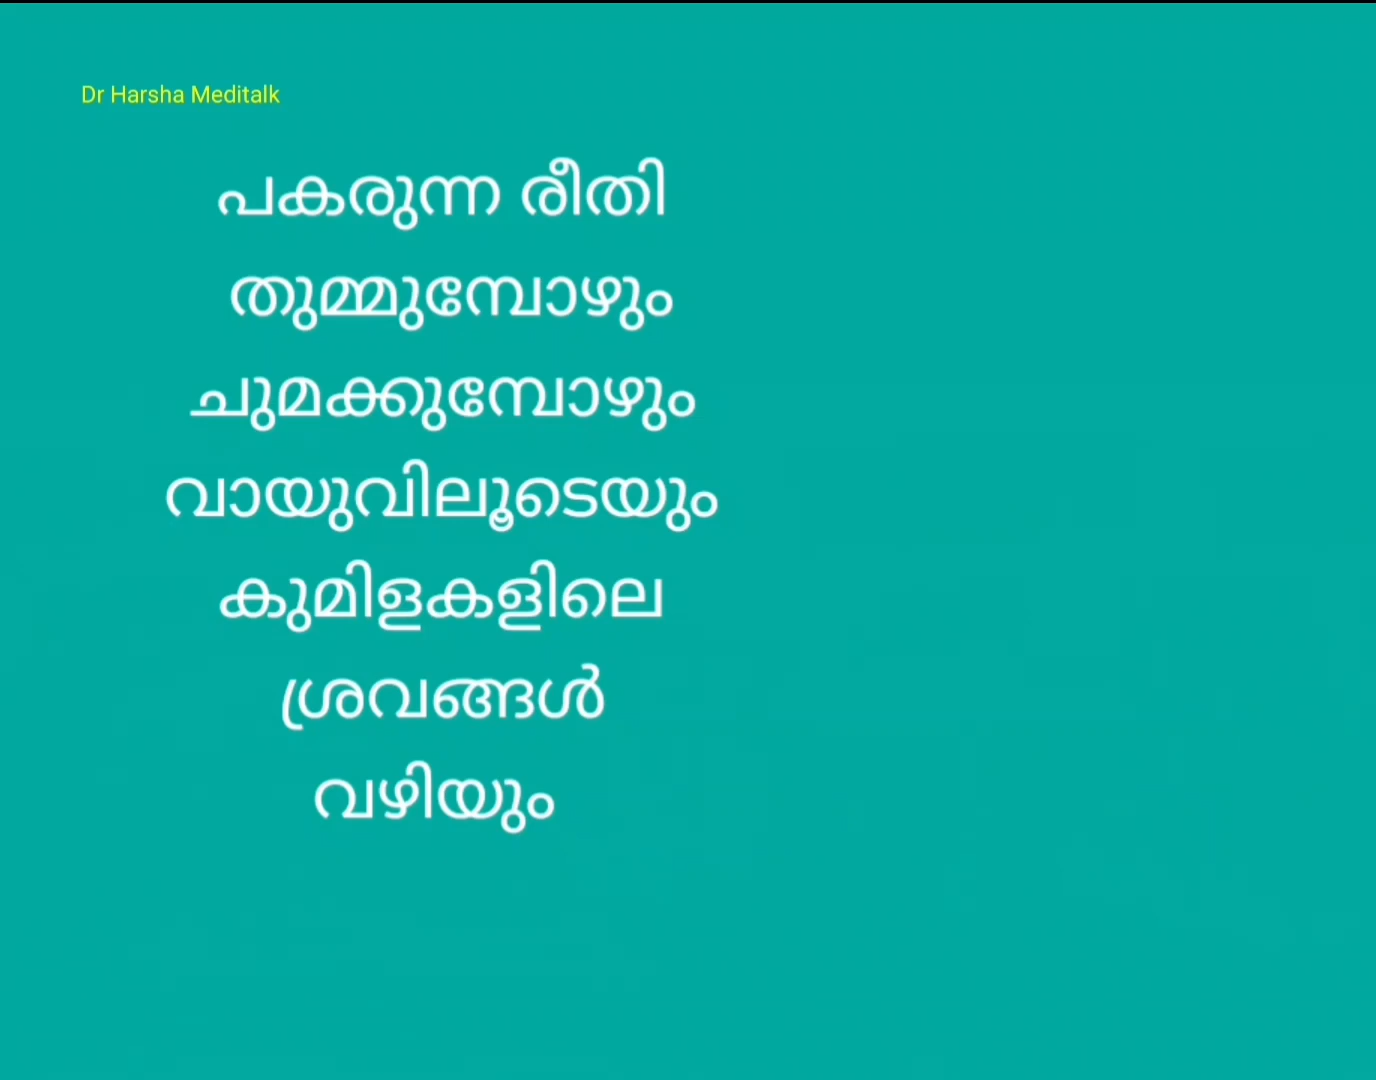 Dr Harsha Meditalk
പകരുന്ന രീതി
തുമ്മുമ്പോഴും
ചുമക്കുമ്പോഴും
വായുവിലൂടെയും
കുമിളകളിലെ
ശ്രവങ്ങൾ
വഴിയും